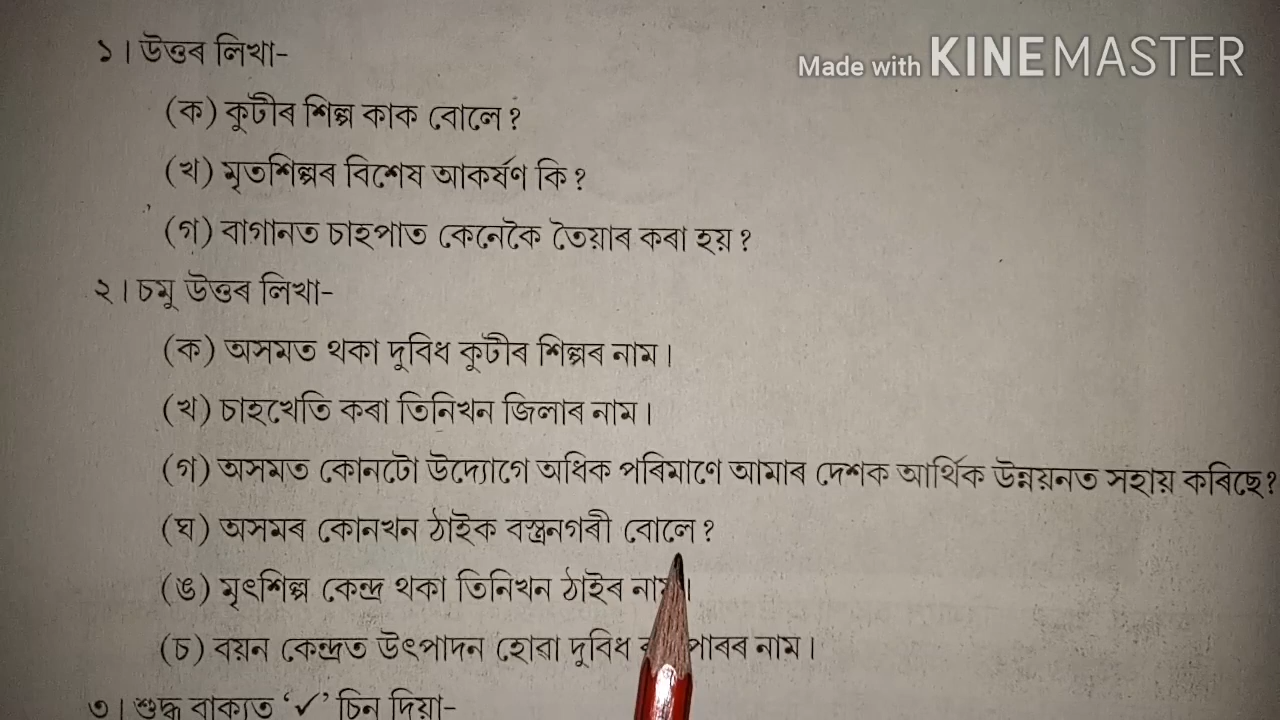 Made with KINEMASTER
১। উত্তৰ লিখা-
(ক) কুটীৰ শিল্প কাক বোলে?
(খ) মৃতশিল্পৰ বিশেষ আকৰ্ষণ কি?
(গ) বাগানত চাহপাত কেনেকৈ তৈয়াৰ কৰা হয়?
২। চমু উত্তৰ লিখা-
(ক) অসমত থকা দুবিধ কুটীৰ শিল্পৰ নাম।
(খ) চাহখেতি কৰা তিনিখন জিলাৰ নাম।
(গ) অসমত কোনটো উদ্যোগে অধিক পৰিমাণে আমাৰ দেশক আৰ্থিক উন্নয়নত সহায় কৰিছে?
(ঘ) অসমৰ কোনখন ঠাইক বস্ত্ৰনগৰী বোলে?
(ঙ) মৃৎশিল্প কেন্দ্ৰ থকা তিনিখন ঠাইৰ
(চ) বয়ন কেন্দ্ৰত উৎপাদন হোৱা দুবিধ নাম।
৩। শুদ্ধ বাক্যত ‘✓’ চিন দিয়া-